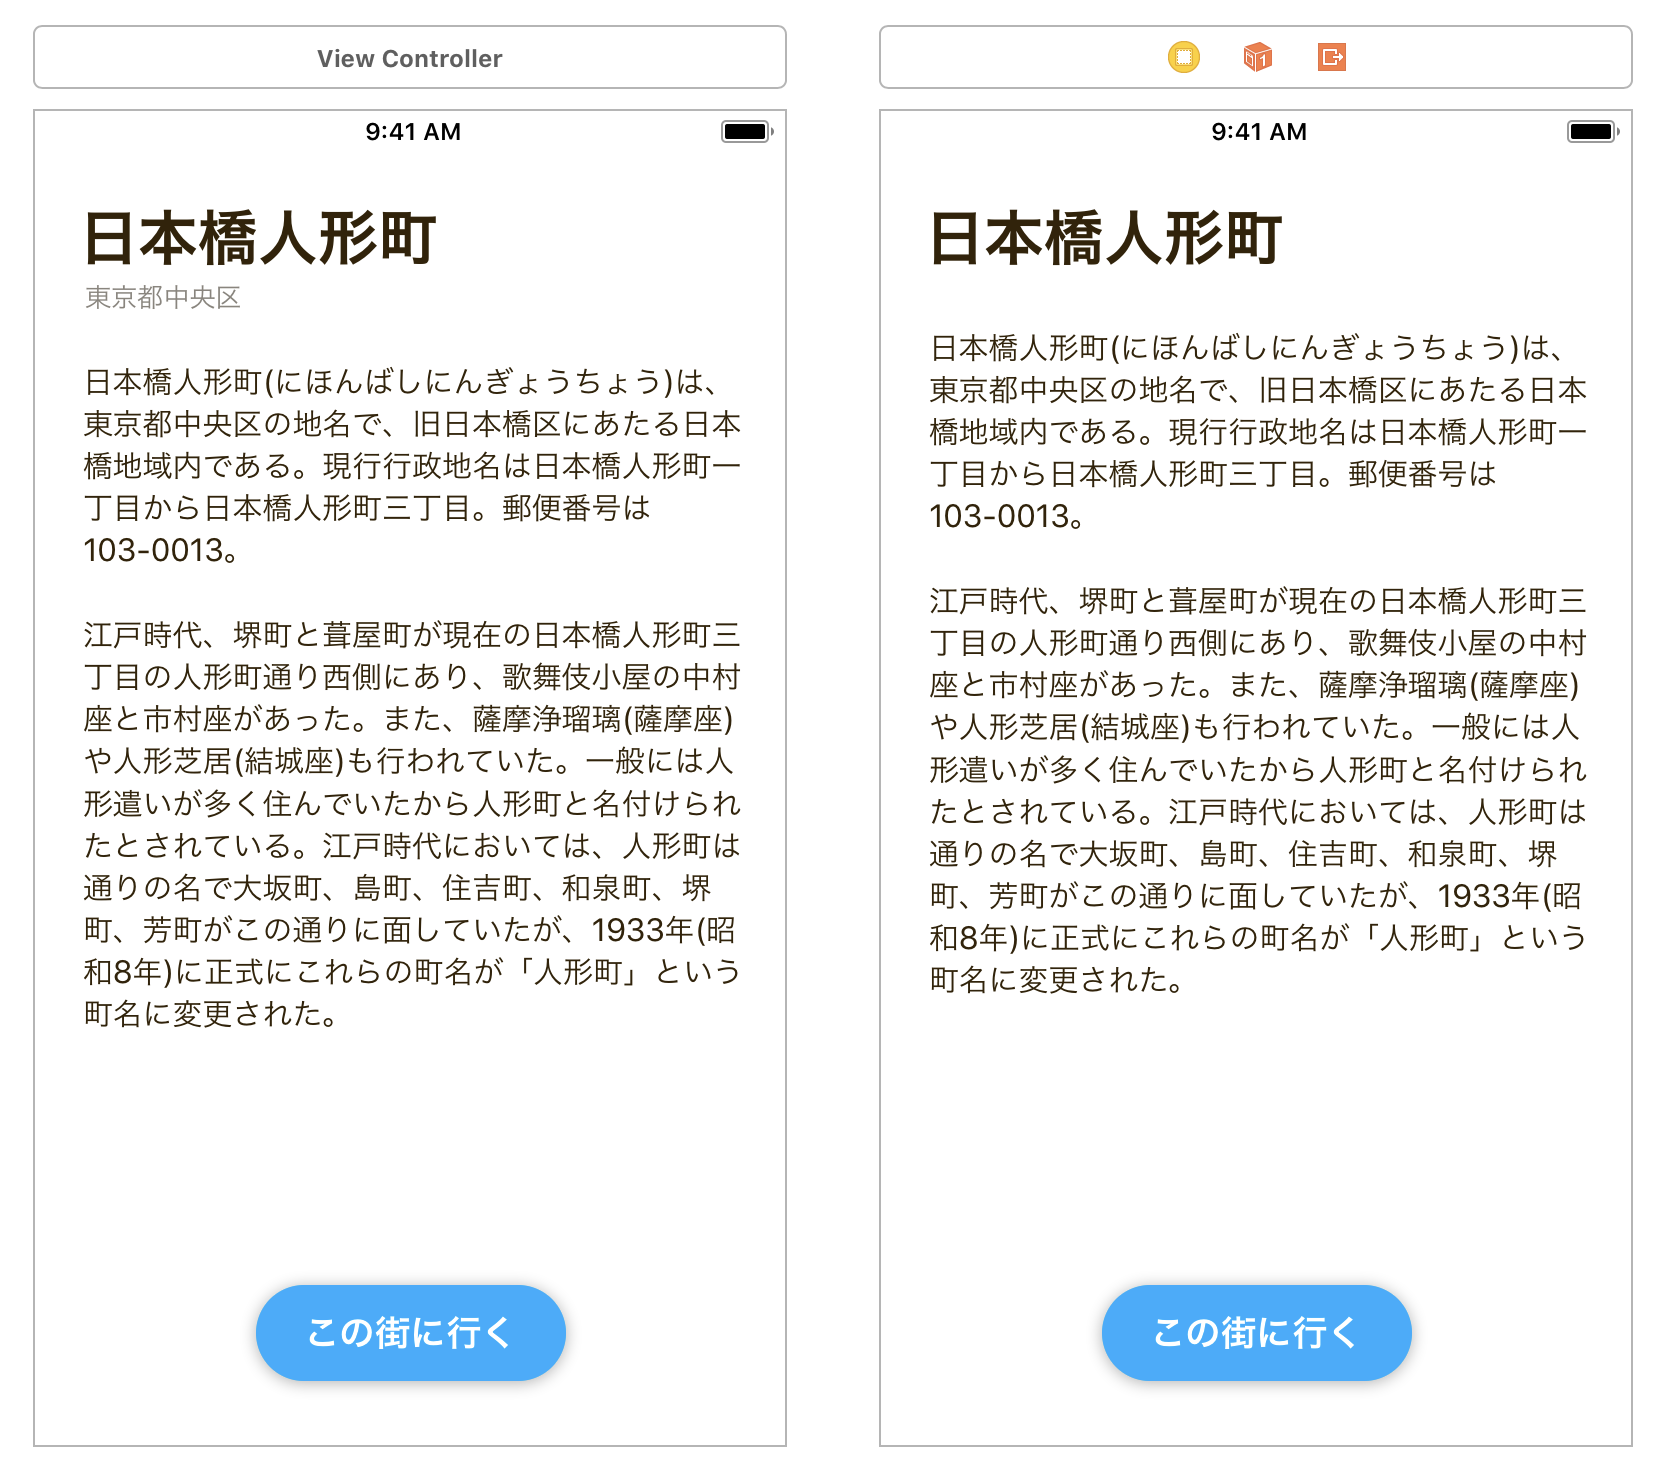 View Controller
9:41 AM
日本橋人形町
東京都中央区
日本橋人形町(にほんばしにんぎょうちょう)は、
東京都中央区の地名で、旧日本橋区にあたる日本
橋地域内である。現行行政地名は日本橋人形町一
丁目から日本橋人形町三丁目。郵便番号は
103-0013。
江戸時代、堺町と葺屋町が現在の日本橋人形町三
丁目の人形町通り西側にあり、歌舞伎小屋の中村
座と市村座があった。また、薩摩浄瑠璃(薩摩座)
や人形芝居(結城座)も行われていた。一般には人
形遣いが多く住んでいたから人形町と名付けられ
たとされている。江戸時代においては、人形町は
通りの名で大坂町、島町、住吉町、和泉町、堺
町、芳町がこの通りに面していたが、1933年(昭
和8年)に正式にこれらの町名が「人形町」という
町名に変更された。
この街に行く
9:41 AM
日本橋人形町
日本橋人形町(にほんばしにんぎょうちょう)は、
東京都中央区の地名で、旧日本橋区にあたる日本
橋地域内である。現行行政地名は日本橋人形町一
丁目から日本橋人形町三丁目。郵便番号は
103-0013。
江戸時代、堺町と葺屋町が現在の日本橋人形町三
丁目の人形町通り西側にあり、歌舞伎小屋の中村
座と市村座があった。また、薩摩浄瑠璃(薩摩座)
や人形芝居(結城座)も行われていた。一般には人
形遣いが多く住んでいたから人形町と名付けられ
たとされている。江戸時代においては、人形町は
通りの名で大坂町、島町、住吉町、和泉町、堺
町、芳町がこの通りに面していたが、1933年(昭
和8年)に正式にこれらの町名が「人形町」という
町名に変更された。
この街に行く